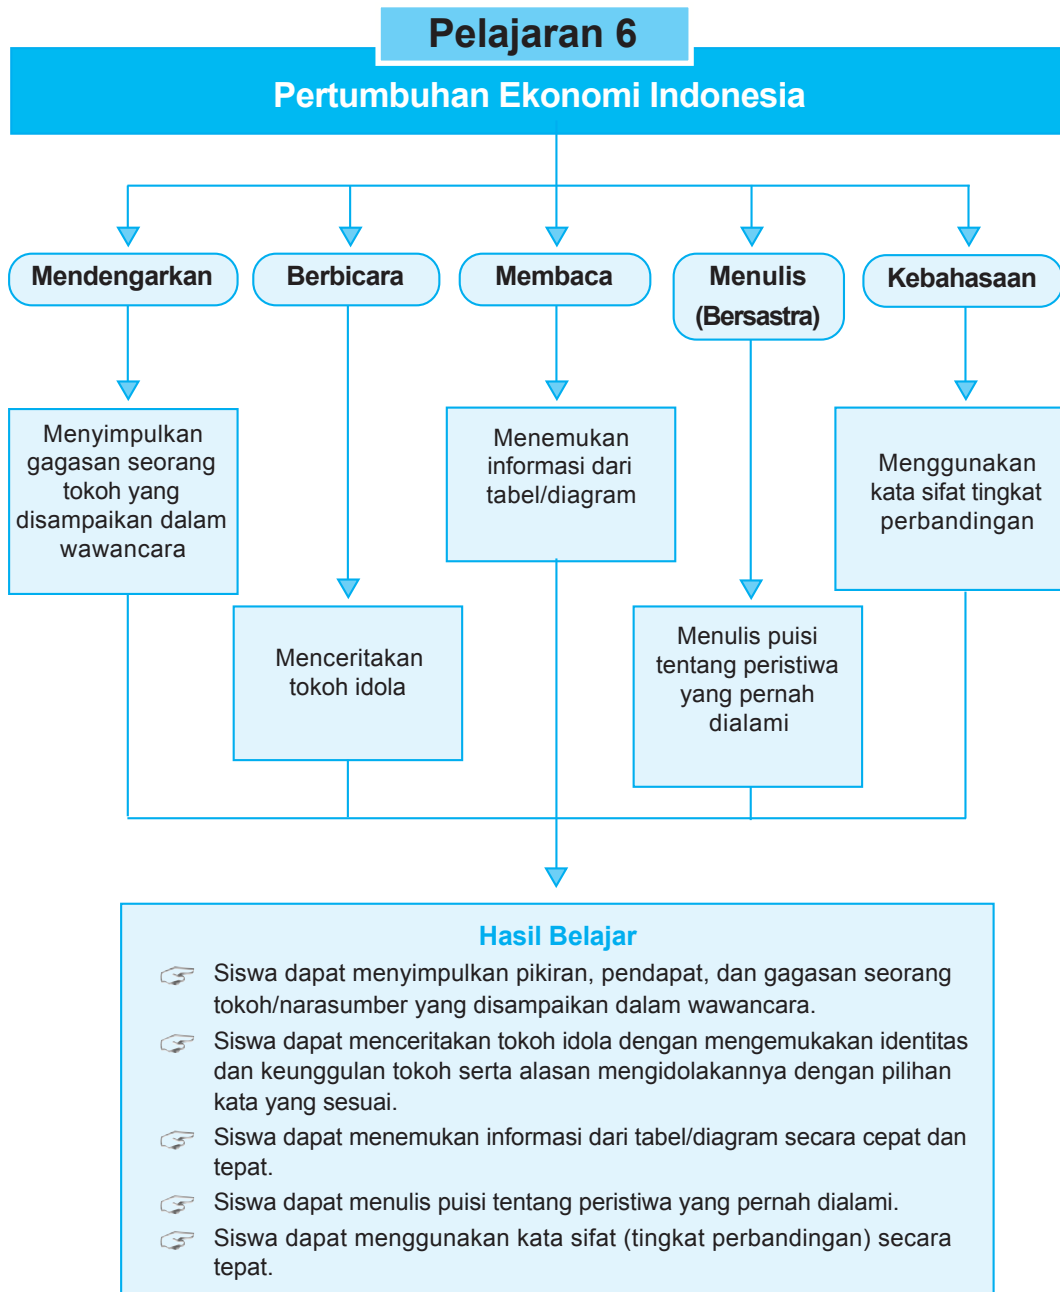 Pelajaran 6
Pertumbuhan Ekonomi Indonesia
Mendengarkan
Berbicara
Membaca
Menulis
(Bersastra)
Kebahasaan
Menyimpulkan
gagasan seorang
tokoh yang
disampaikan dalam
wawancara
Menceritakan
tokoh idola
Menemukan
informasi dari
tabel/diagram
Menulis puisi
tentang peristiwa
yang pernah
dialami
Menggunakan
kata sifat tingkat
perbandingan
Hasil Belajar
Siswa dapat menyimpulkan pikiran, pendapat, dan gagasan seorang
tokoh/narasumber yang disampaikan dalam wawancara.
Siswa dapat menceritakan tokoh idola dengan mengemukakan identitas
dan keunggulan tokoh serta alasan mengidolakannya dengan pilihan
kata yang sesuai.
Siswa dapat menemukan informasi dari tabel/diagram secara cepat dan
tepat.
Siswa dapat menulis puisi tentang peristiwa yang pernah dialami.
Siswa dapat menggunakan kata sifat (tingkat perbandingan) secara
tepat.